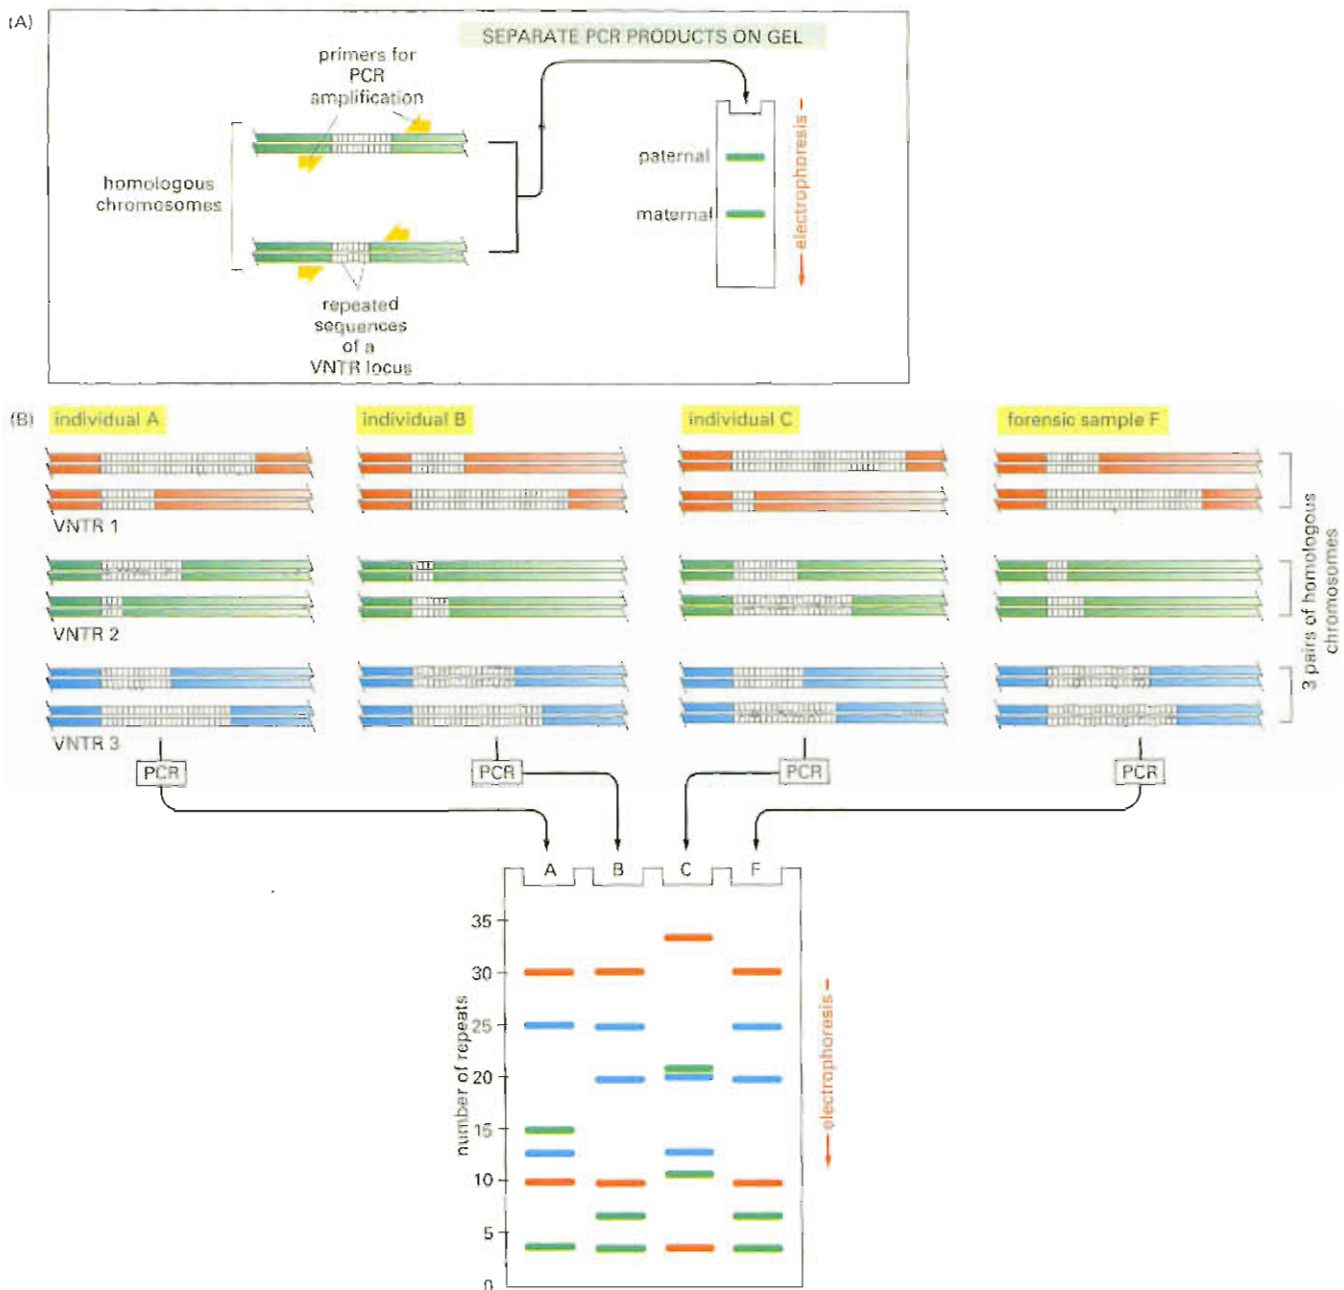 (A)
SEPARATE PCR PRODUCTS ON GEL
primers for
PCR
amplification
homologous
chromosomes
paternal
maternal
electrophoresis
repeated
sequences
of a
VNTR locus
(B)
individual A
individual B
individual C
forensic sample F
VNTR 1
VNTR 2
VNTR 3
3 pairs of homologous
chromosomes
PCR
PCR
PCR
PCR
A
B
C
F
35
30
25
20
15
10
5
0
number of repeats
electrophoresis